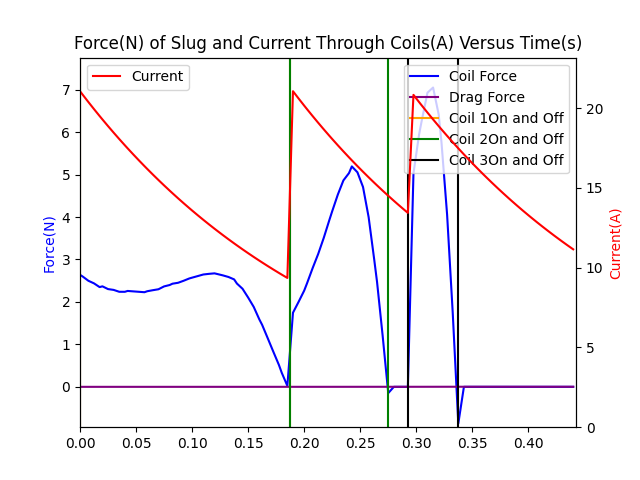 Force(N) of Slug and Current Through Coils(A) Versus Time(s)
Current
Coil Force
Drag Force
Coil 1On and Off
Coil 2On and Off
Coil 3On and Off
Force(N)
7
6
5
4
3
2
1
0
Current(A)
20
15
10
5
0
0.00 0.05 0.10 0.15 0.20 0.25 0.30 0.35 0.40